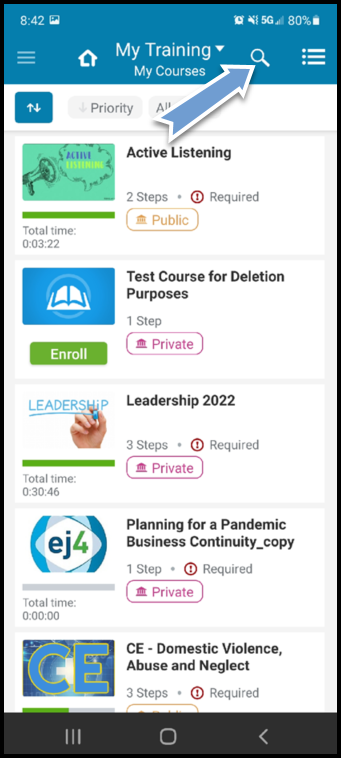 8:42 5G 80%
My Training
My Courses
Priority All
ACTIVE
LISTENING
Active Listening
2 Steps • Required
Public
Total time:
0:03:22
Test Course for Deletion
Purposes
1 Step
Enroll
Private
LEADERSHIP
Leadership 2022
3 Steps • Required
Private
Total time:
0:30:46
ej4
Planning for a Pandemic
Business Continuity_copy
1 Step • Required
Private
Total time:
0:00:00
CE
CE - Domestic Violence,
Abuse and Neglect
3 Steps • Required